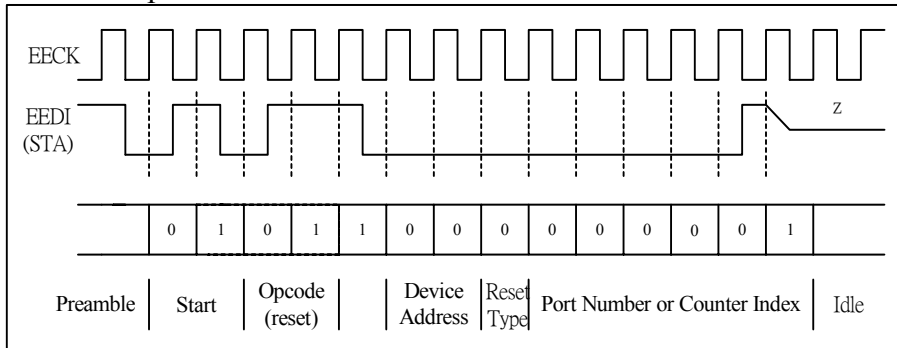 EECK
EEDI
(STA)
Z
0 1 0 1 1 0 0 0 0 0 0 0 0 1
Preamble Start Opcode (reset) Device Address Reset Type Port Number or Counter Index Idle